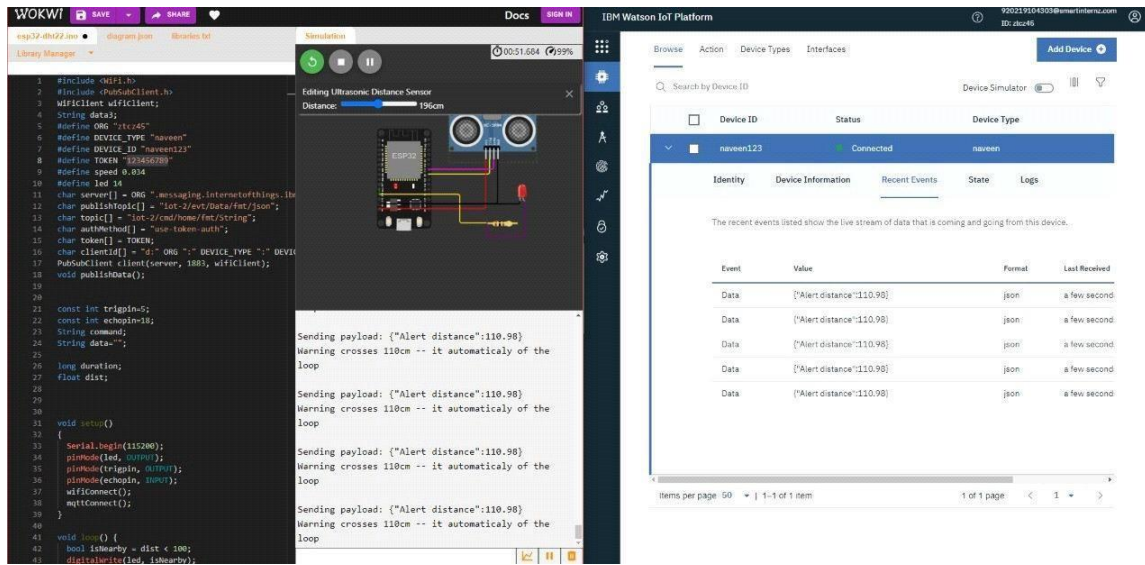 WOKWI SAVE SHARE Docs SIGN IN
esp32-dht22.ino diagram.json libraries.txt
Library Manager
1 #include <WiFi.h>
2 #include <PubSubClient.h>
3 WiFiClient wifiClient;
4 String data3;
5 #define ORG "ztcz45"
6 #define DEVICE_TYPE "naveen"
7 #define DEVICE_ID "naveen123"
8 #define TOKEN "123456789"
9 #define speed 0.034
10 #define led 14
11 char server[] = ORG ".messaging.internetofthings.ibm
12 char publishTopic[] = "iot-2/evt/Data/fmt/json";
13 char topic[] = "iot-2/cmd/home/fmt/String";
14 char authMethod[] = "use-token-auth";
15 char token[] = TOKEN;
16 char clientId[] = "d:" ORG ":" DEVICE_TYPE ":" DEVIC
17 PubSubClient client(server, 1883, wifiClient);
18 void publishData();
19
20
21 const int trigpin=5;
22 const int echopin=18;
23 String command;
24 String data="";
25
26 long duration;
27 float dist;
28
29
30
31 void setup()
32 {
33 Serial.begin(115200);
34 pinMode(led, OUTPUT);
35 pinMode(trigpin, OUTPUT);
36 pinMode(echopin, INPUT);
37 wifiConnect();
38 mqttConnect();
39 }
40
41 void loop() {
42 bool isNearby = dist < 100;
43 digitalWrite(led, isNearby);
Simulation
00:51.684 99%
Editing Ultrasonic Distance Sensor
Distance: 196cm
ESP32
Sending payload: {"Alert distance":110.98}
Warning crosses 110cm -- it automaticaly of the
loop
Sending payload: {"Alert distance":110.98}
Warning crosses 110cm -- it automaticaly of the
loop
Sending payload: {"Alert distance":110.98}
Warning crosses 110cm -- it automaticaly of the
loop
Sending payload: {"Alert distance":110.98}
Warning crosses 110cm -- it automaticaly of the
loop
IBM Watson IoT Platform
920219104303@smartinternz.com
ID: ztcz46
Browse Action Device Types Interfaces
Add Device
Search by Device ID
Device Simulator
Device ID Status Device Type
naveen123 Connected naveen
Identity Device Information Recent Events State Logs
The recent events listed show the live stream of data that is coming and going from this device.
Event Value Format Last Received
Data {"Alert distance":110.98} json a few second
Data {"Alert distance":110.98} json a few second
Data {"Alert distance":110.98} json a few second
Data {"Alert distance":110.98} json a few second
Data {"Alert distance":110.98} json a few second
Items per page 50 | 1–1 of 1 item
1 of 1 page 1